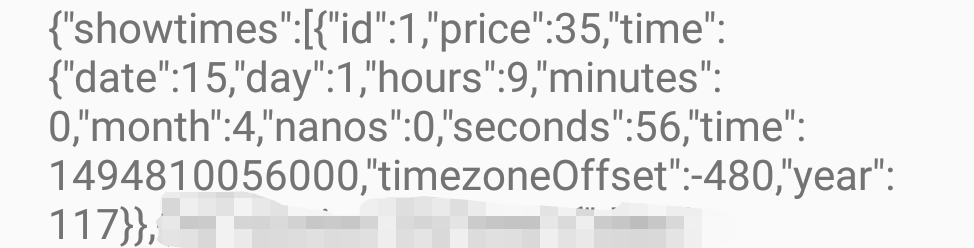 {"showtimes":[{"id":1,"price":35,"time":
{"date":15,"day":1,"hours":9,"minutes":
0,"month":4,"nanos":0,"seconds":56,"time":
1494810056000,"timezoneOffset":-480,"year":
117}},